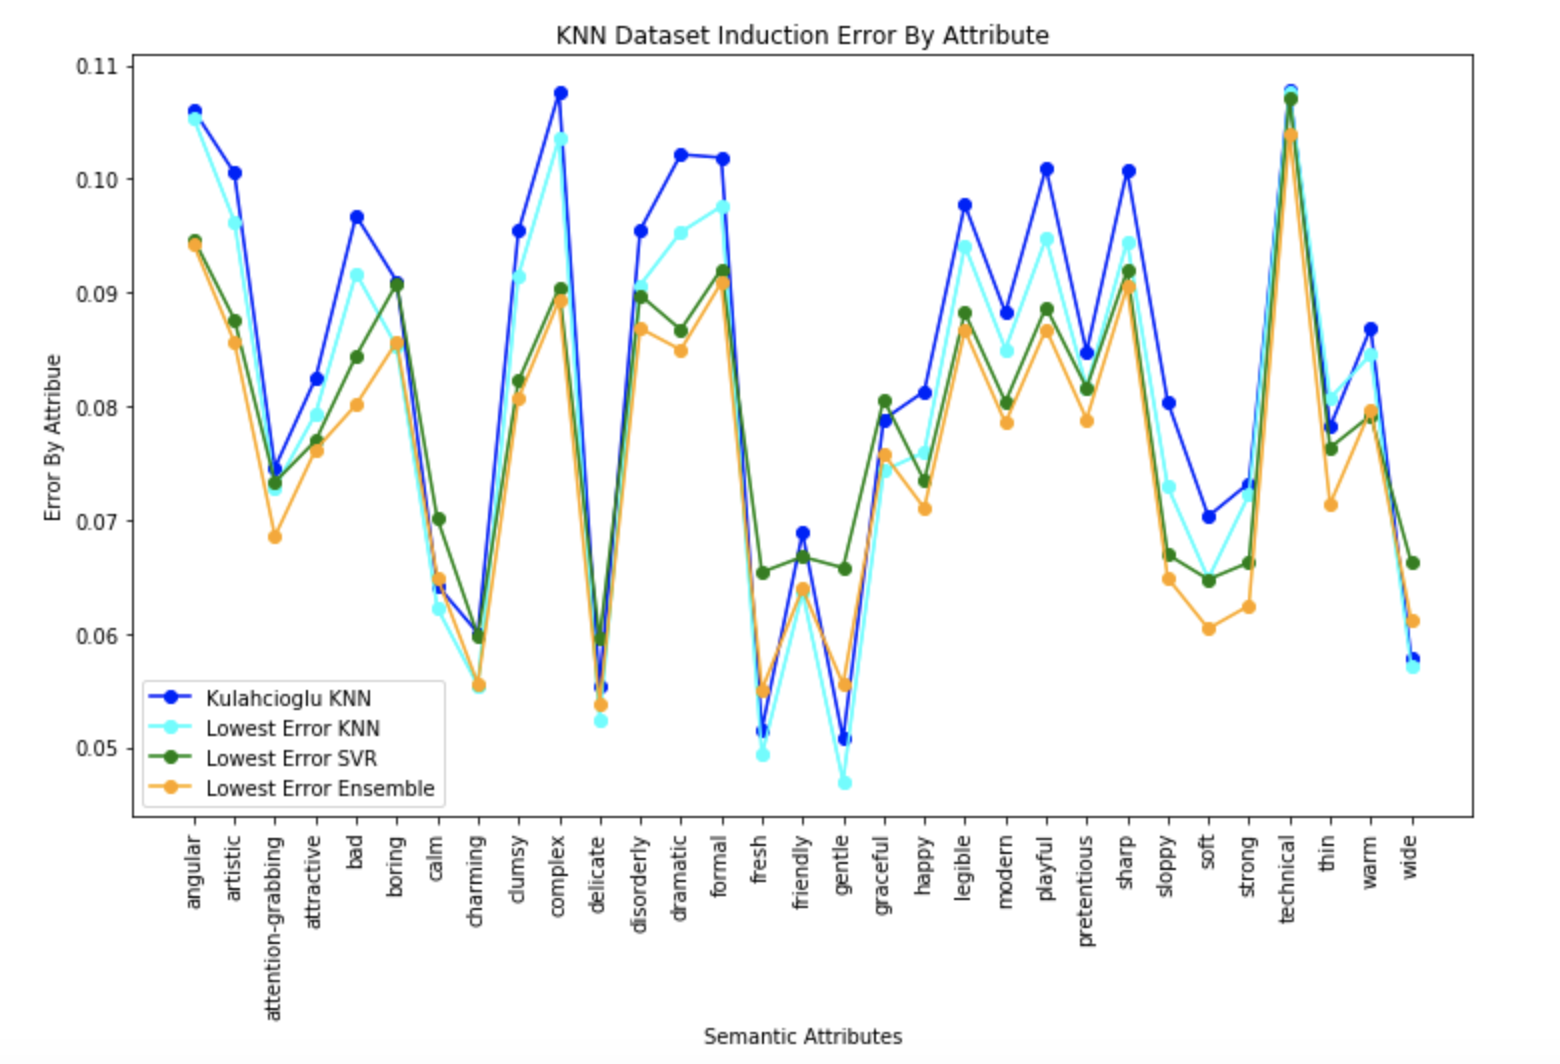 KNN Dataset Induction Error By Attribute
0.11
0.10
0.09
0.08
0.07
0.06
0.05
Error By Attribue
Kulahcioglu KNN
Lowest Error KNN
Lowest Error SVR
Lowest Error Ensemble
angular
artistic
attention-grabbing
attractive
bad
boring
calm
charming
clumsy
complex
delicate
disorderly
dramatic
formal
fresh
friendly
gentle
graceful
happy
legible
modern
playful
pretentious
sharp
sloppy
soft
strong
technical
thin
warm
wide
Semantic Attributes